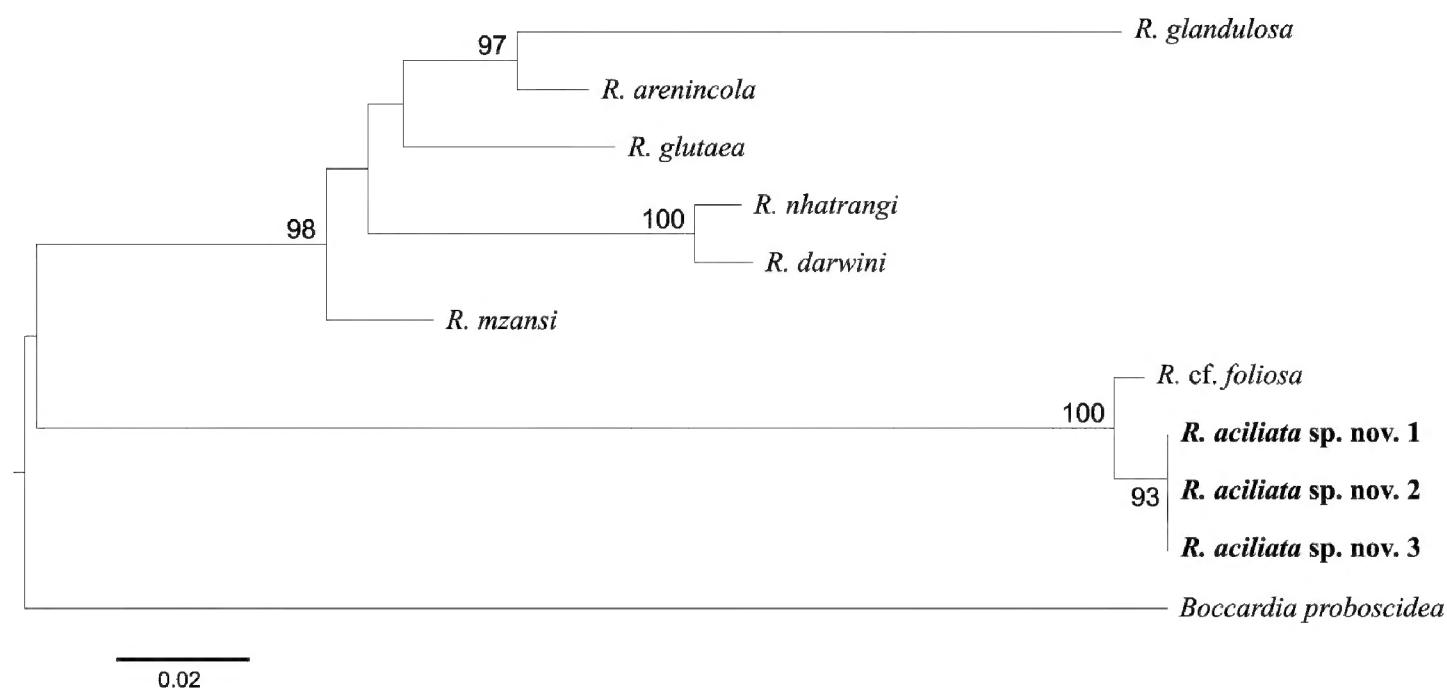 R. glandulosa
97
R. arenincola
R. glutaea
R. nhatrangi
100
R. darwini
98
R. mzansi
R. cf. foliosa
100
R. aciliata sp. nov. 1
R. aciliata sp. nov. 2
93
R. aciliata sp. nov. 3
Boccardia proboscidea
0.02